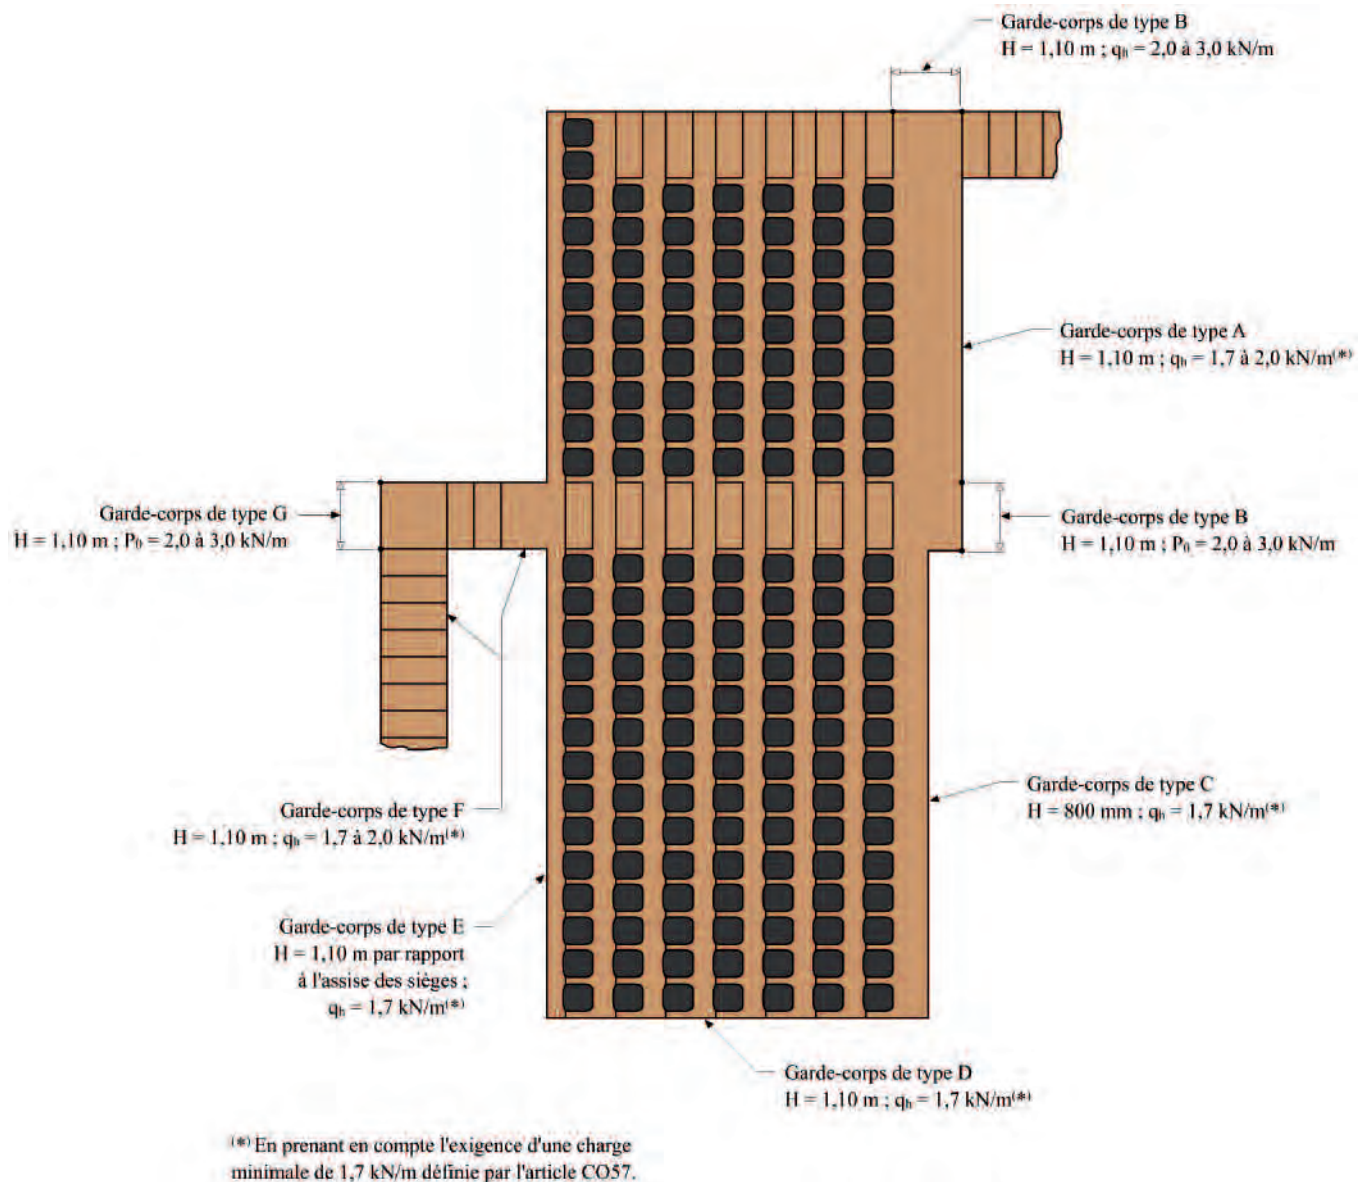 Garde-corps de type B
H = 1,10 m ; qh = 2,0 à 3,0 kN/m
Garde-corps de type A
H = 1,10 m ; qh = 1,7 à 2,0 kN/m(*)
Garde-corps de type G
H = 1,10 m ; P0 = 2,0 à 3,0 kN/m
Garde-corps de type B
H = 1,10 m ; P0 = 2,0 à 3,0 kN/m
Garde-corps de type F
H = 1,10 m ; qh = 1,7 à 2,0 kN/m(*)
Garde-corps de type C
H = 800 mm ; qh = 1,7 kN/m(*)
Garde-corps de type E
H = 1,10 m par rapport
à l'assise des sièges ;
qh = 1,7 kN/m(*)
Garde-corps de type D
H = 1,10 m ; qh = 1,7 kN/m(*)
(*) En prenant en compte l'exigence d'une charge
minimale de 1,7 kN/m définie par l'article CO57.